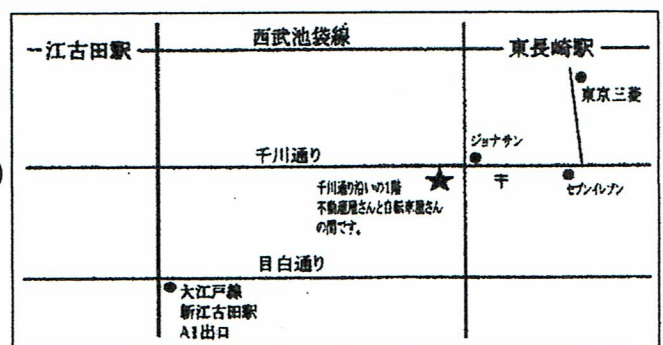 江古田駅
西武池袋線
東長崎駅
東京三菱
ジョナサン
千川通り
〒
セブンイレブン
千川通り沿いの1階
不動産屋さんと自転車屋さん
の間です。
目白通り
大江戸線
新江古田駅
A1出口